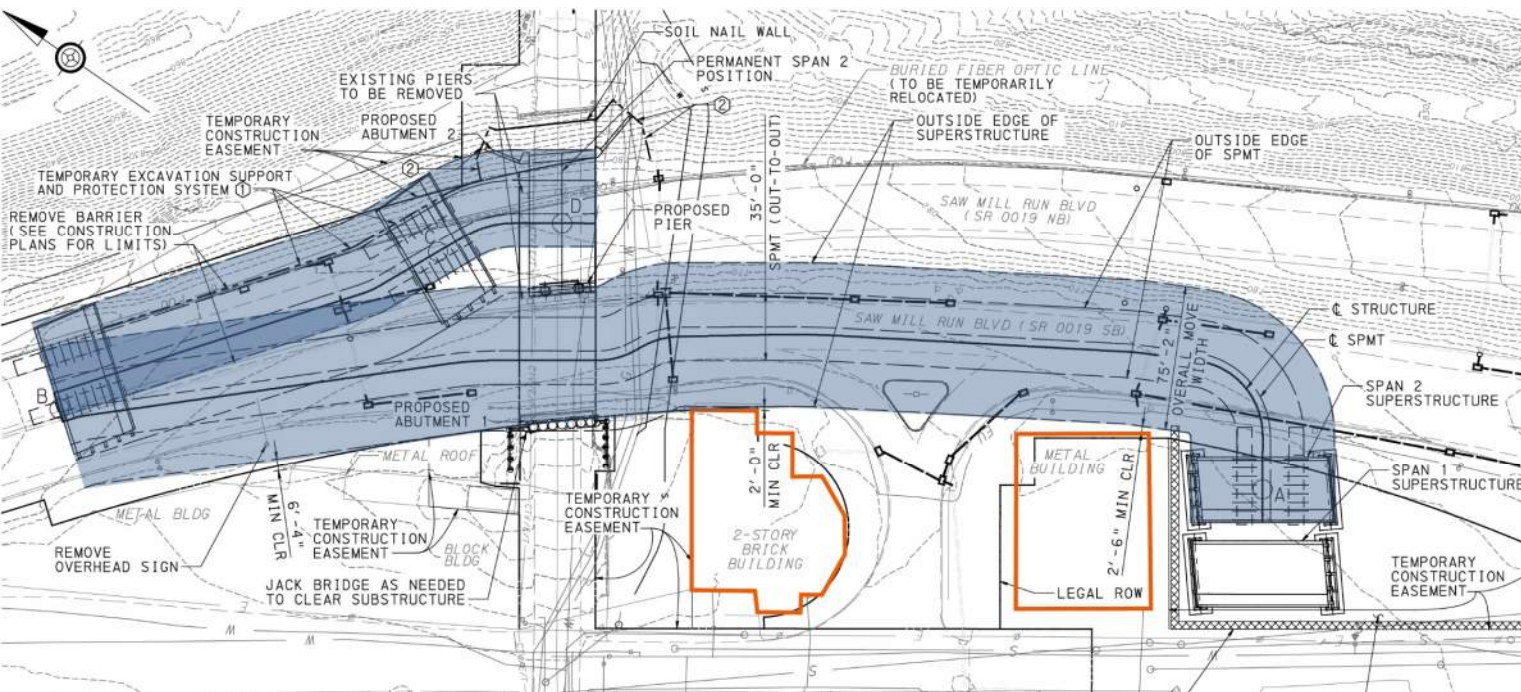 SOIL NAIL WALL
PERMANENT SPAN 2
POSITION
EXISTING PIERS
TO BE REMOVED
BURIED FIBER OPTIC LINE
(TO BE TEMPORARILY
RELOCATED)
TEMPORARY
CONSTRUCTION
EASEMENT
PROPOSED
ABUTMENT 2
2
2
OUTSIDE EDGE OF
SUPERSTRUCTURE
OUTSIDE EDGE
OF SPMT
TEMPORARY EXCAVATION SUPPORT
AND PROTECTION SYSTEM 1
REMOVE BARRIER
(SEE CONSTRUCTION
PLANS FOR LIMITS)
C
D
PROPOSED
PIER
35'-0"
SPMT (OUT-TO-OUT)
SAW MILL RUN BLVD
(SR 0019 NB)
SAW MILL RUN BLVD (SR 0019 SB)
75'-2"
OVERALL MOVE
WIDTH
℄ STRUCTURE
℄ SPMT
SPAN 2
SUPERSTRUCTURE
B
PROPOSED
ABUTMENT 1
METAL ROOF
METAL BLDG
6'-4"
MIN CLR
2'-0"
MIN CLR
METAL
BUILDING
2'-6" MIN CLR
A
SPAN 1
SUPERSTRUCTURE
REMOVE
OVERHEAD SIGN
TEMPORARY
CONSTRUCTION
EASEMENT
BLOCK
BLDG
TEMPORARY
CONSTRUCTION
EASEMENT
2-STORY
BRICK
BUILDING
JACK BRIDGE AS NEEDED
TO CLEAR SUBSTRUCTURE
LEGAL ROW
TEMPORARY
CONSTRUCTION
EASEMENT